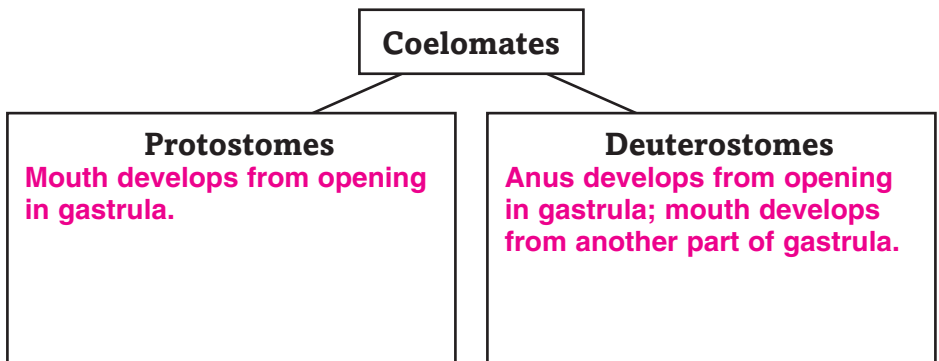 Coelomates
Protostomes
Mouth develops from opening
in gastrula.
Deuterostomes
Anus develops from opening
in gastrula; mouth develops
from another part of gastrula.